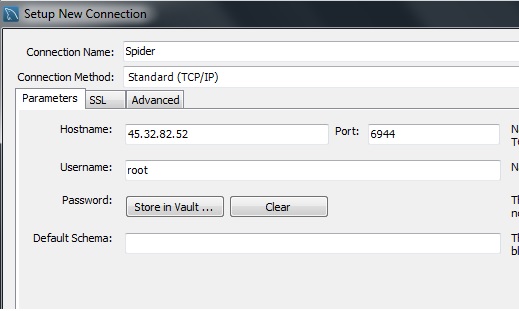 Setup New Connection
Connection Name: Spider
Connection Method: Standard (TCP/IP)
Parameters SSL Advanced
Hostname: 45.32.82.52 Port: 6944
Username: root
Password: Store in Vault ... Clear
Default Schema: